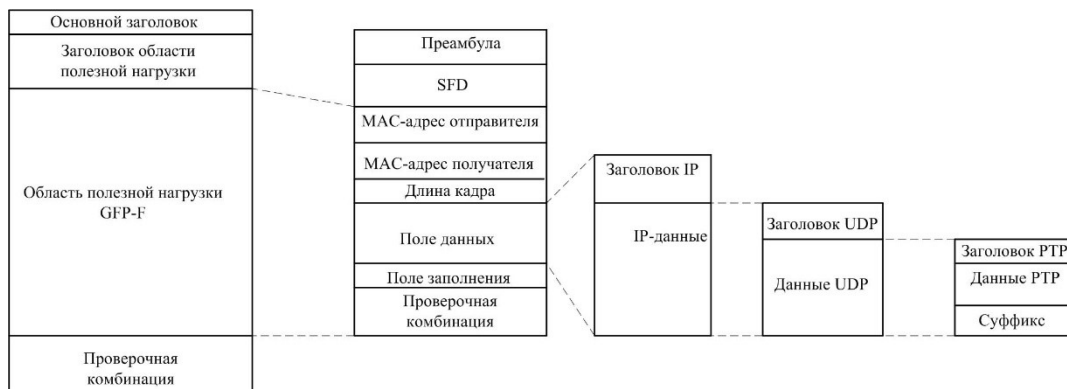 Основной заголовок
Заголовок области
полезной нагрузки
Область полезной нагрузки
GFP-F
Проверочная
комбинация
Преамбула
SFD
МАС-адрес отправителя
МАС-адрес получателя
Длина кадра
Поле данных
Поле заполнения
Проверочная
комбинация
Заголовок IP
IP-данные
Заголовок UDP
Данные UDP
Заголовок PTP
Данные PTP
Суффикс